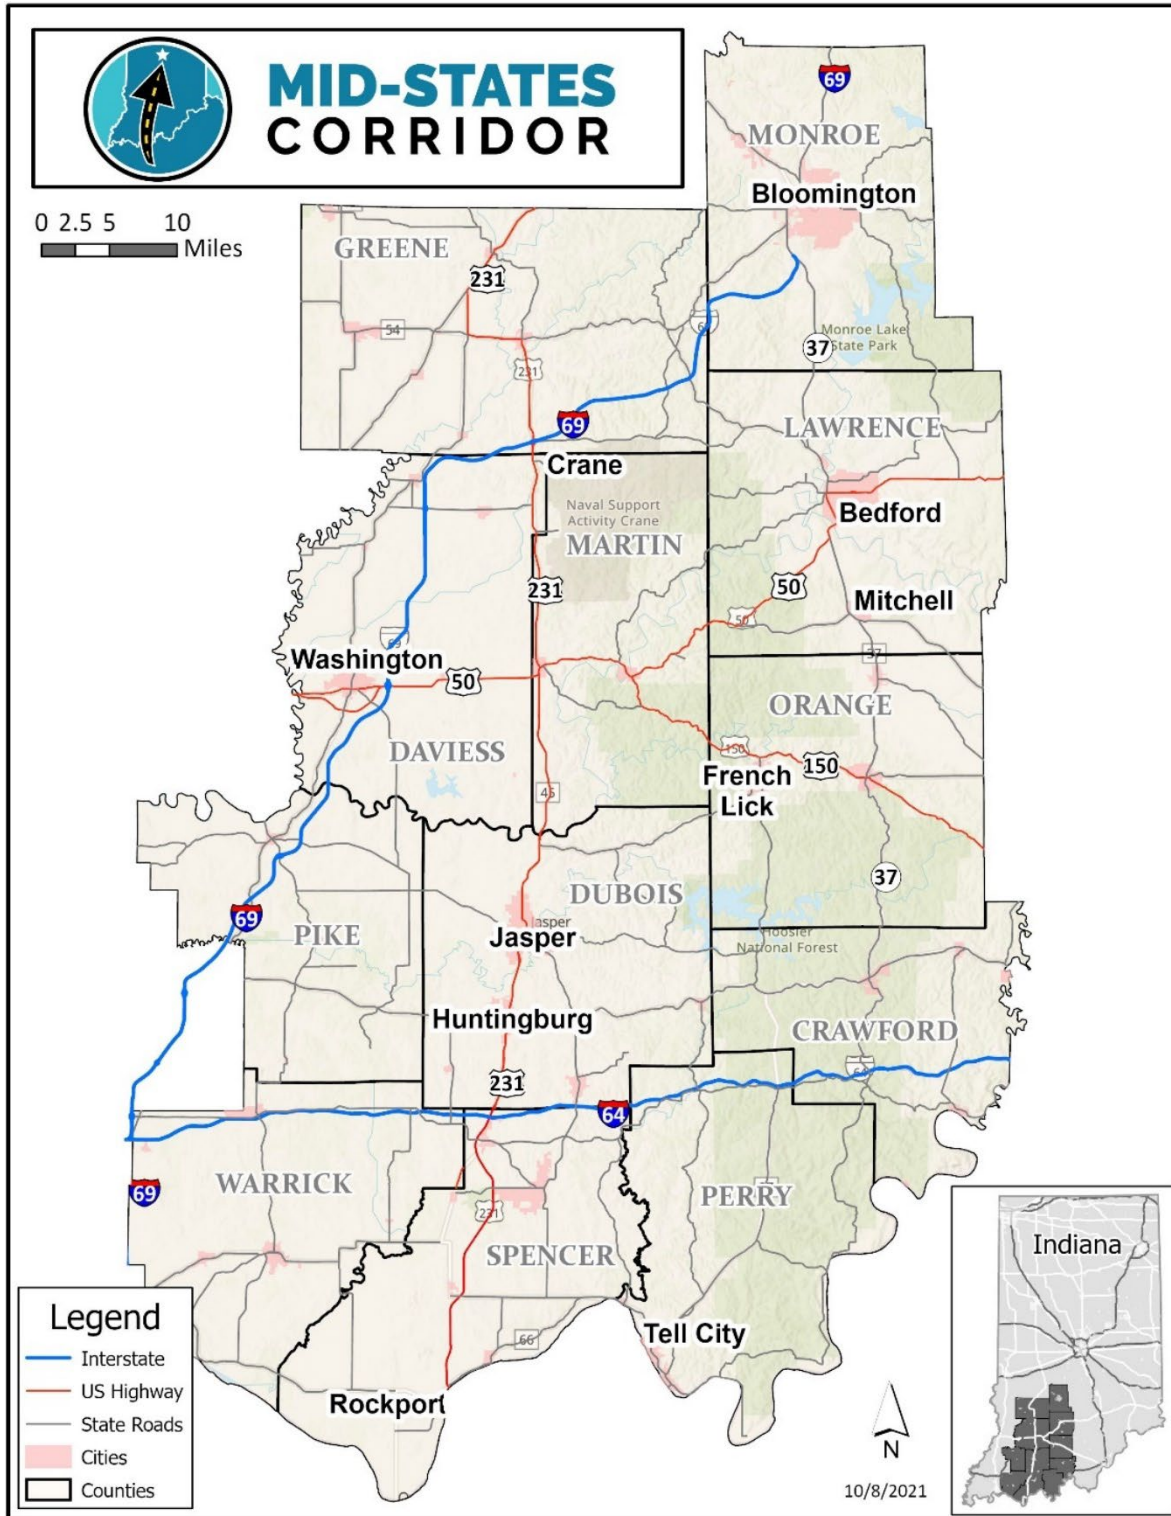 MID-STATES
CORRIDOR
0 2.5 5 10
Miles
69
MONROE
Bloomington
GREENE
231
54
37
Monroe Lake
State Park
231
69
LAWRENCE
Crane
Naval Support
Activity Crane
MARTIN
Bedford
231
50
Mitchell
50
69
37
Washington
50
ORANGE
DAVIESS
150
150
French
Lick
45
DUBOIS
37
69
PIKE
Jasper
Jasper
Hoosier
National Forest
Huntingburg
CRAWFORD
231
64
64
69
WARRICK
PERRY
231
SPENCER
66
Tell City
Rockport
Legend
Interstate
US Highway
State Roads
Cities
Counties
N
10/8/2021
Indiana